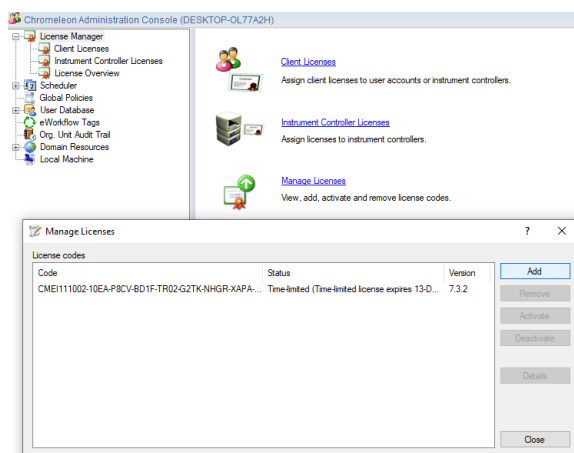 Chromeleon Administration Console (DESKTOP-OL77A2H)
License Manager
Client Licenses
Instrument Controller Licenses
License Overview
Scheduler
Global Policies
User Database
eWorkflow Tags
Org. Unit Audit Trail
Domain Resources
Local Machine
Client Licenses
Assign client licenses to user accounts or instrument controllers.
Instrument Controller Licenses
Assign licenses to instrument controllers.
Manage Licenses
View, add, activate and remove license codes.
Manage Licenses
License codes
Code Status Version
CMEI111002-10EA-P8CV-BD1F-TR02-G2TK-NHGR-XAPA-... Time-limited (Time-limited license expires 13-D... 7.3.2
Add
Remove
Activate
Deactivate
Details
Close